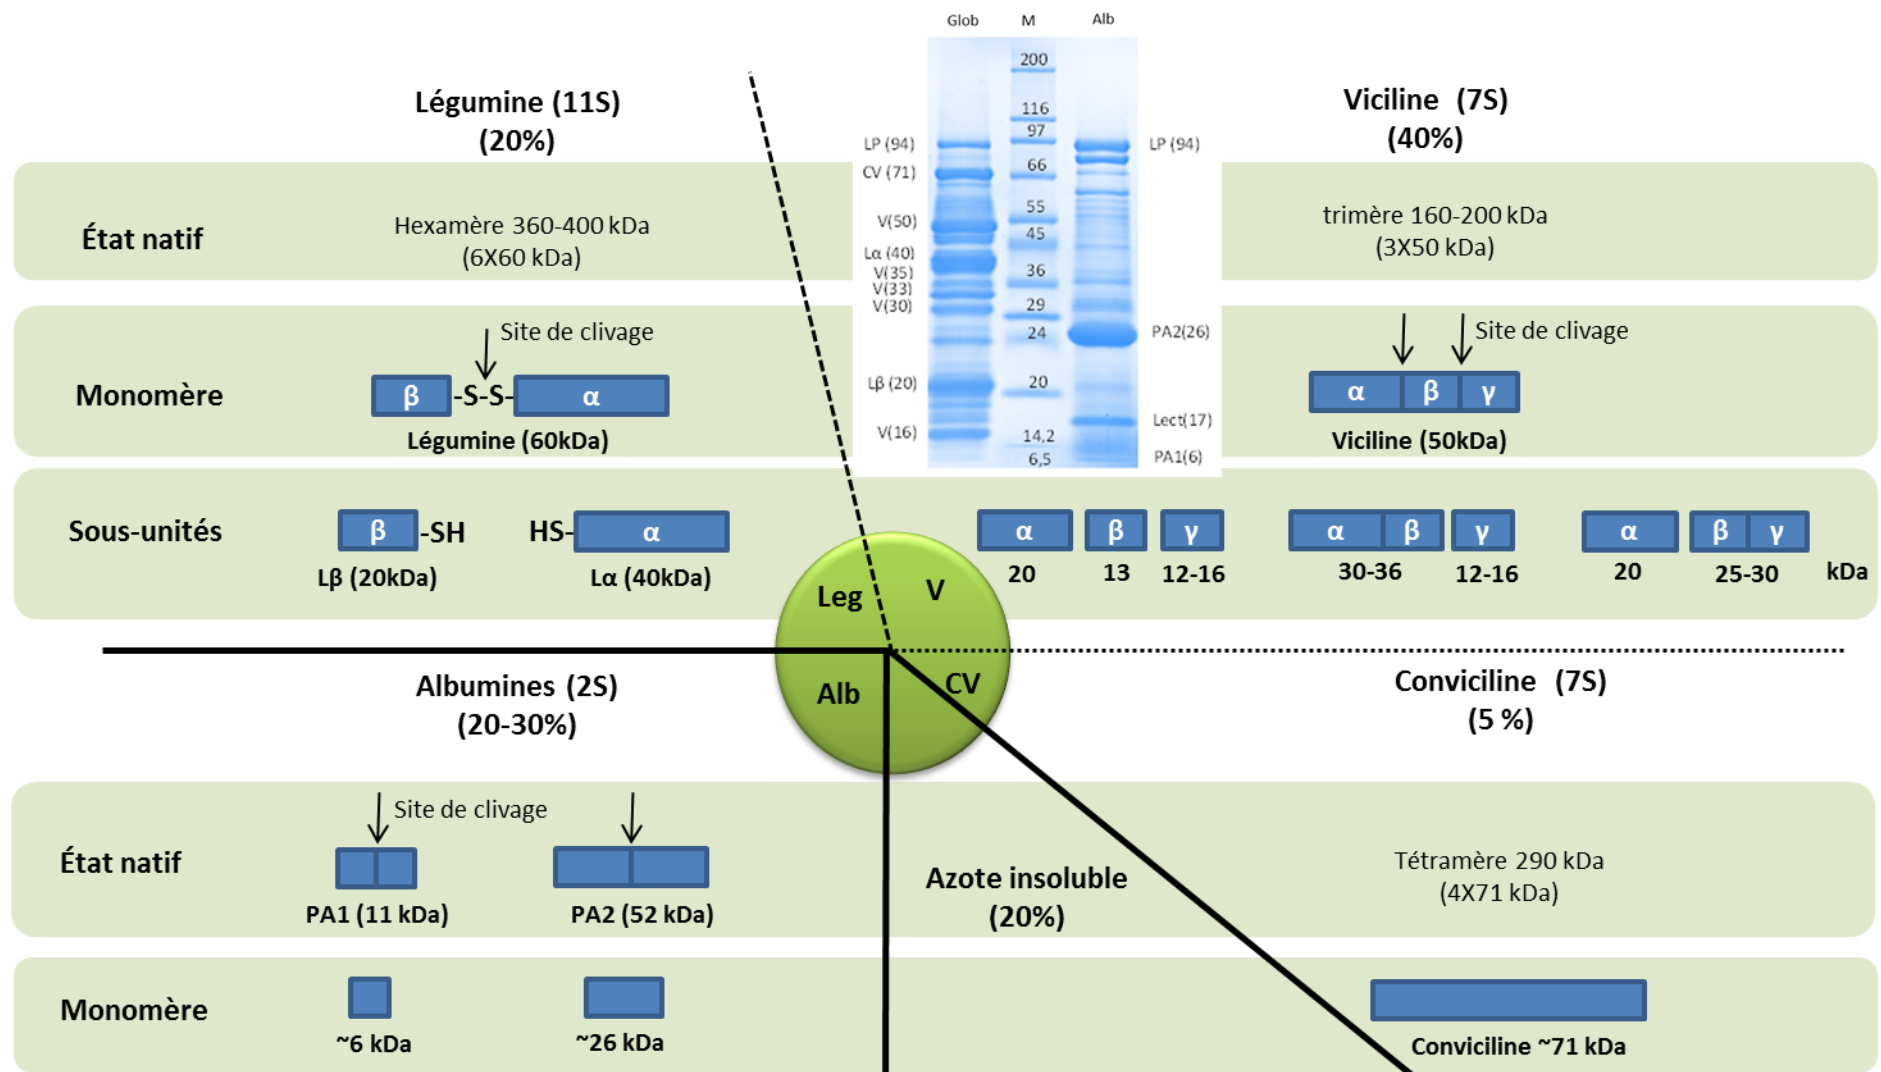 Glob M Alb
200
116
97
66
55
45
36
29
24
20
14,2
6,5
LP (94)
CV (71)
V(50)
Lα (40)
V(35)
V(33)
V(30)
Lβ (20)
V(16)
LP (94)
PA2(26)
Lect(17)
PA1(6)
Légumine (11S)
(20%)
Viciline (7S)
(40%)
État natif
Hexamère 360-400 kDa
(6X60 kDa)
trimère 160-200 kDa
(3X50 kDa)
Monomère
Site de clivage
β -S-S- α
Légumine (60kDa)
Site de clivage
α β γ
Viciline (50kDa)
Sous-unités
β -SH HS- α
Lβ (20kDa) Lα (40kDa)
α β γ α β γ α β γ
20 13 12-16 30-36 12-16 20 25-30 kDa
Leg V
Alb CV
Albumines (2S)
(20-30%)
Conviciline (7S)
(5 %)
État natif
Site de clivage
PA1 (11 kDa) PA2 (52 kDa)
Azote insoluble
(20%)
Tétramère 290 kDa
(4X71 kDa)
Monomère
~6 kDa ~26 kDa
Conviciline ~71 kDa